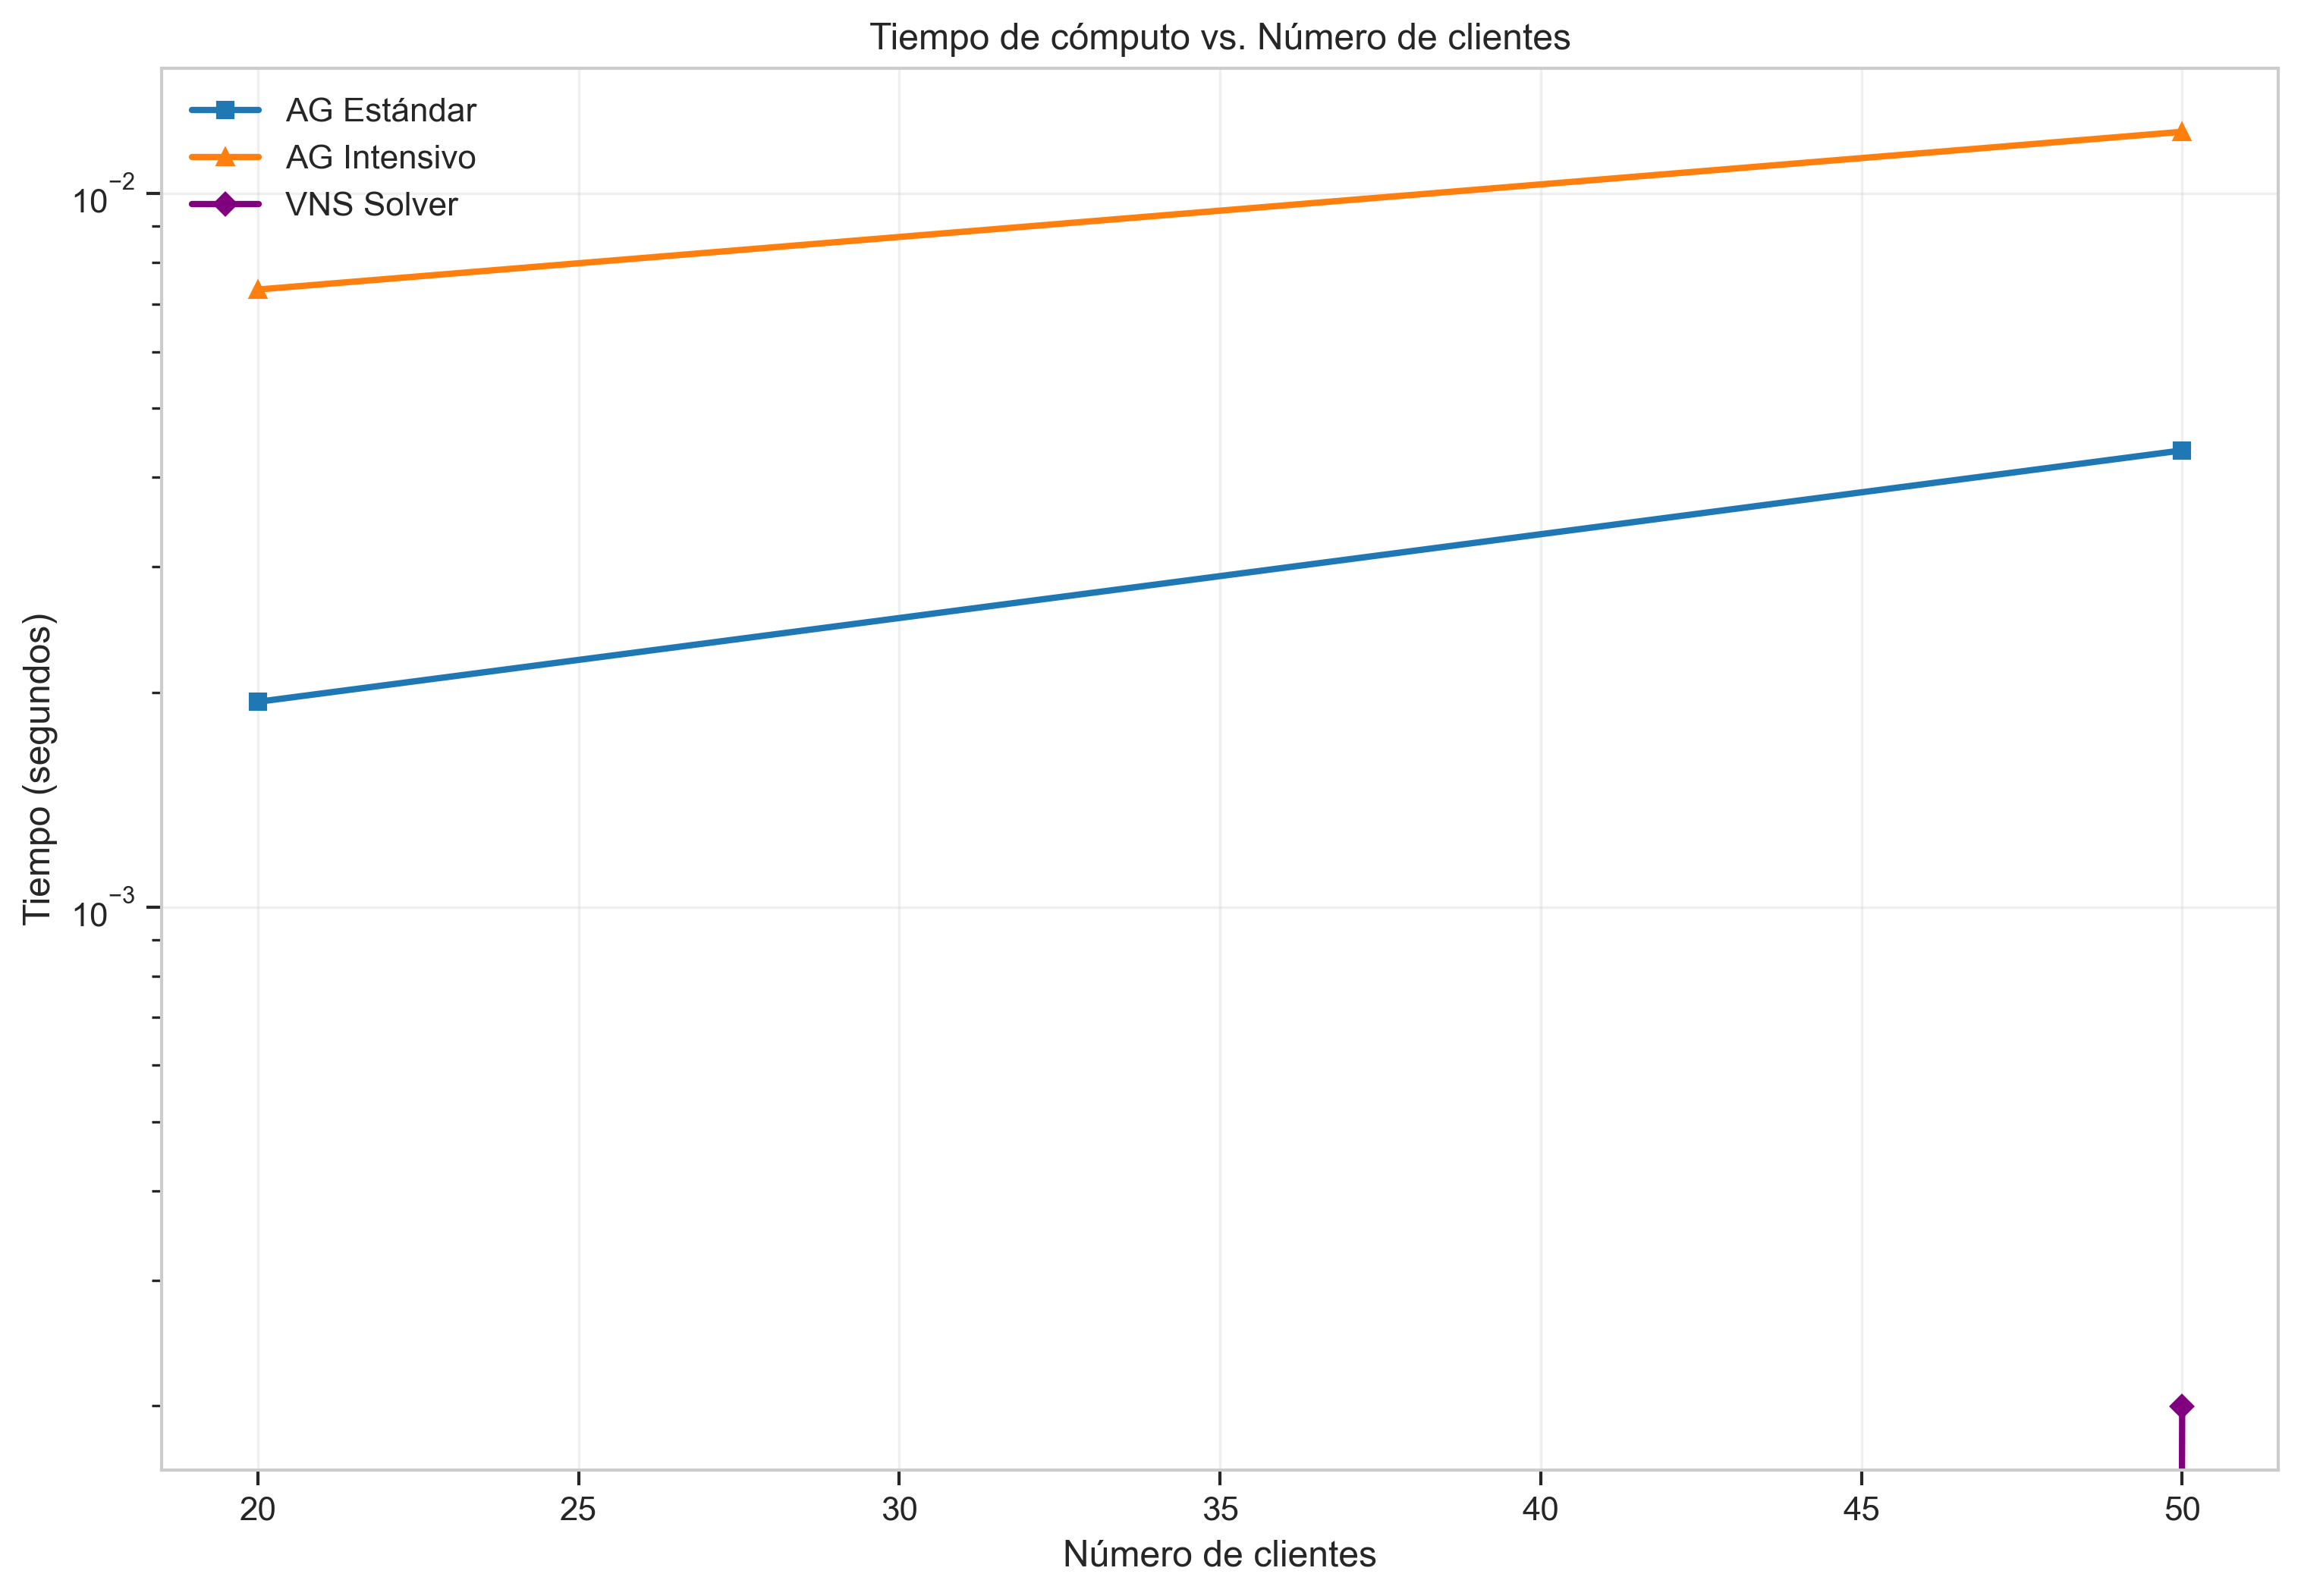 Tiempo de cómputo vs. Número de clientes
AG Estándar
AG Intensivo
VNS Solver
10⁻²
10⁻³
Tiempo (segundos)
20 25 30 35 40 45 50
Número de clientes